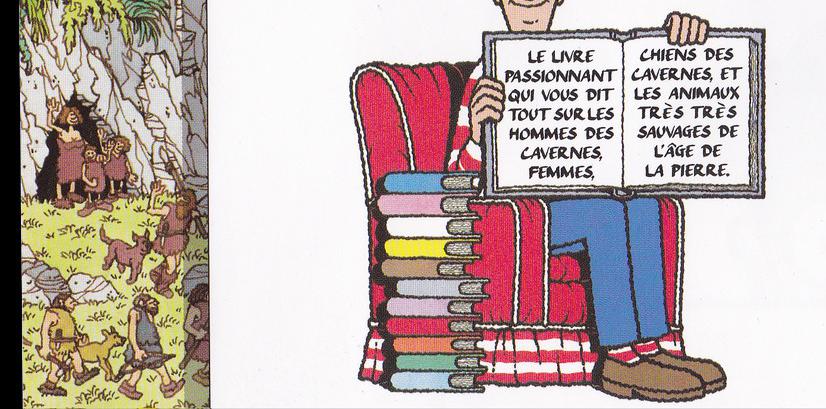 LE LIVRE
PASSIONNANT
QUI VOUS DIT
TOUT SUR LES
HOMMES DES
CAVERNES,
FEMMES,
CHIENS DES
CAVERNES, ET
LES ANIMAUX
TRÈS TRÈS
SAUVAGES DE
L'ÂGE DE
LA PIERRE.